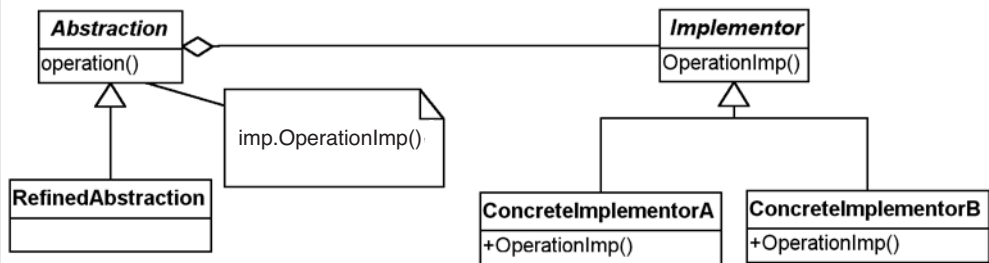 Abstraction
operation()
Implementor
OperationImp()
imp.OperationImp()
RefinedAbstraction
ConcreteImplementorA
+OperationImp()
ConcreteImplementorB
+OperationImp()